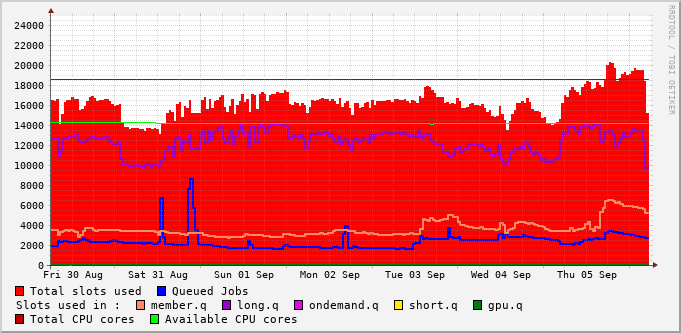 24000
22000
20000
18000
16000
14000
12000
10000
8000
6000
4000
2000
0
Fri 30 Aug Sat 31 Aug Sun 01 Sep Mon 02 Sep Tue 03 Sep Wed 04 Sep Thu 05 Sep
RRDTOOL / TOBI OETIKER
Total slots used Queued Jobs
Slots used in : member.q long.q ondemand.q short.q gpu.q
Total CPU cores Available CPU cores